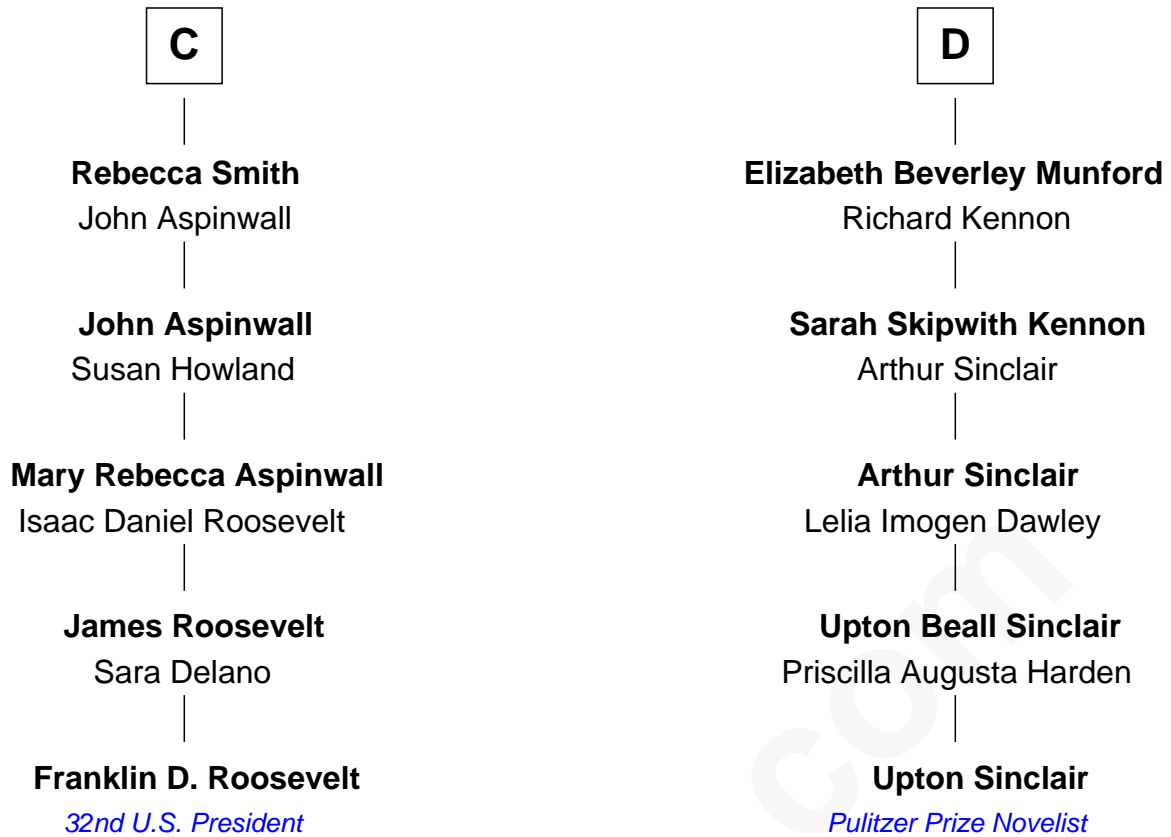 C
Rebecca Smith
John Aspinwall
John Aspinwall
Susan Howland
Mary Rebecca Aspinwall
Isaac Daniel Roosevelt
James Roosevelt
Sara Delano
Franklin D. Roosevelt
32nd U.S. President
D
Elizabeth Beverley Munford
Richard Kennon
Sarah Skipwith Kennon
Arthur Sinclair
Arthur Sinclair
Lelia Imogen Dawley
Upton Beall Sinclair
Priscilla Augusta Harden
Upton Sinclair
Pulitzer Prize Novelist
com